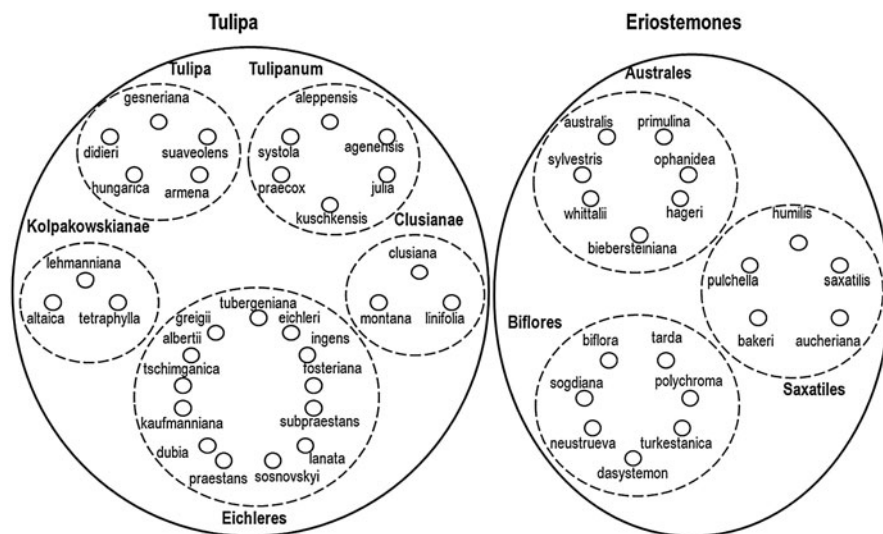 Tulipa
Eriostemones
Tulipa
Tulipanum
gesneriana
didieri
suaveolens
hungarica
armena
aleppensis
systola
agenensis
praecox
julia
kuschkensis
Kolpakowskianae
lehmanniana
altaica
tetraphylla
Clusianae
clusiana
montana
linifolia
tubergeniana
greigii
eichleri
albertii
ingens
tschimganica
fosteriana
kaufmanniana
subpraestans
dubia
lanata
praestans
sosnovskyi
Eichleres
Australes
australis
primulina
sylvestris
ophanidea
whittalii
hageri
biebersteiniana
humilis
pulchella
saxatilis
bakeri
aucheriana
Saxatiles
Biflores
biflora
tarda
sogdiana
polychroma
neustrueva
turkestanica
dasystemon